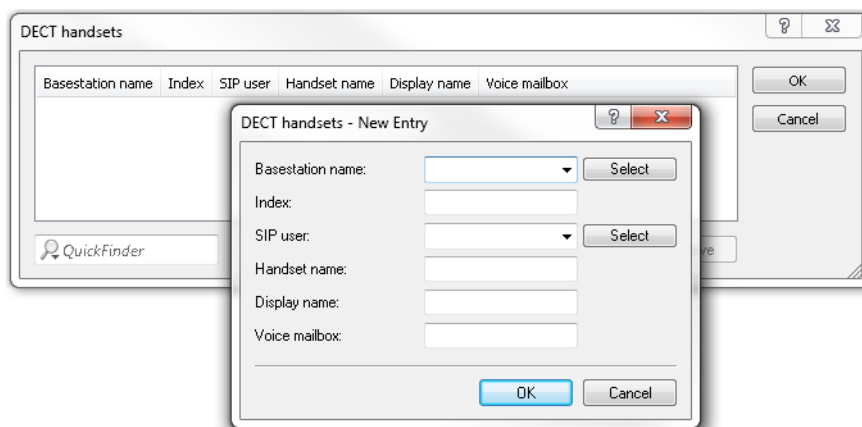 DECT handsets
Basestation name Index SIP user Handset name Display name Voice mailbox
OK
Cancel
QuickFinder
ve
DECT handsets - New Entry
Basestation name: Select
Index:
SIP user: Select
Handset name:
Display name:
Voice mailbox:
OK Cancel